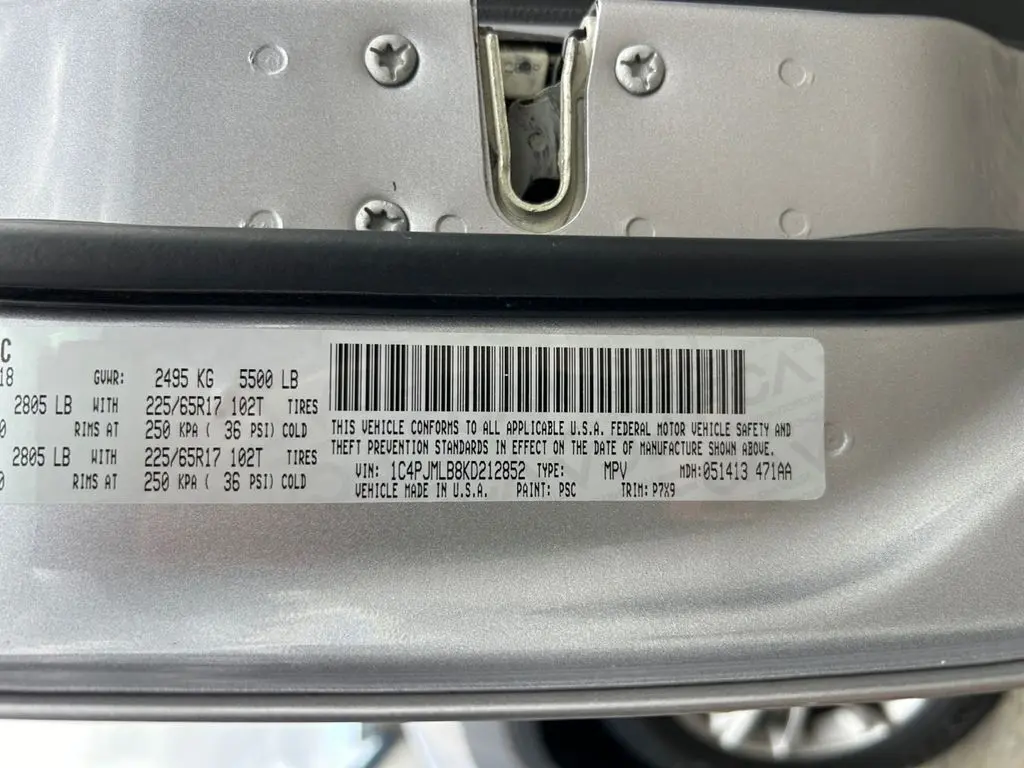 C
18
GVWR: 2495 KG 5500 LB
2805 LB WITH 225/65R17 102T TIRES
0 RIMS AT 250 KPA ( 36 PSI) COLD
2805 LB WITH 225/65R17 102T TIRES
0 RIMS AT 250 KPA ( 36 PSI) COLD
THIS VEHICLE CONFORMS TO ALL APPLICABLE U.S.A. FEDERAL MOTOR VEHICLE SAFETY AND
THEFT PREVENTION STANDARDS IN EFFECT ON THE DATE OF MANUFACTURE SHOWN ABOVE.
VIN: 1C4PJMLB8KD212852 TYPE: MPV MDH: 051413 471AA
VEHICLE MADE IN U.S.A. PAINT: PSC TRIM: P7X9